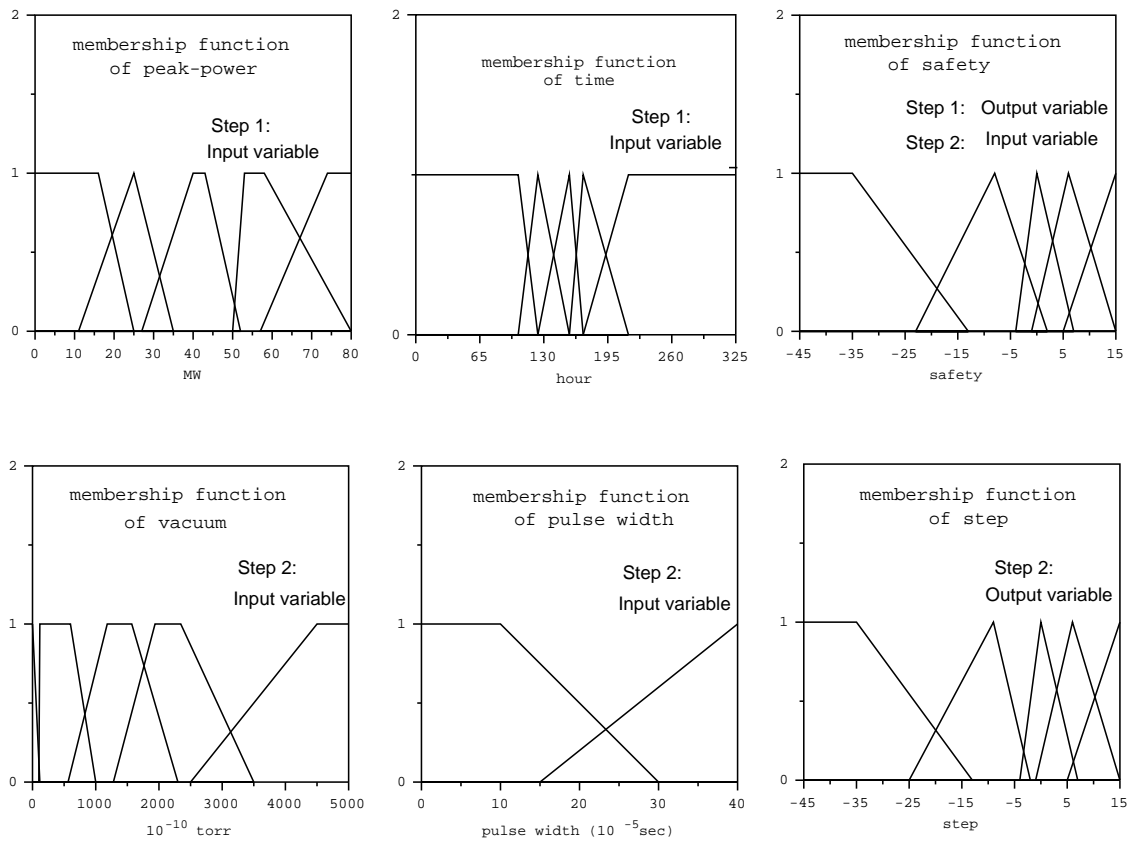 2
membership function
of peak-power
Step 1:
Input variable
1
0
0 10 20 30 40 50 60 70 80
MW
2
membership function
of time
Step 1:
Input variable
0
0 65 130 195 260 325
hour
2
membership function
of safety
Step 1: Output variable
Step 2: Input variable
1
0
-45 -35 -25 -15 -5 5 15
safety
2
membership function
of vacuum
Step 2:
Input variable
1
0
0 1000 2000 3000 4000 5000
10-10 torr
2
membership function
of pulse width
Step 2:
Input variable
1
0
0 10 20 30 40
pulse width (10 -5sec)
2
membership function
of step
Step 2:
Output variable
1
0
-45 -35 -25 -15 -5 5 15
step